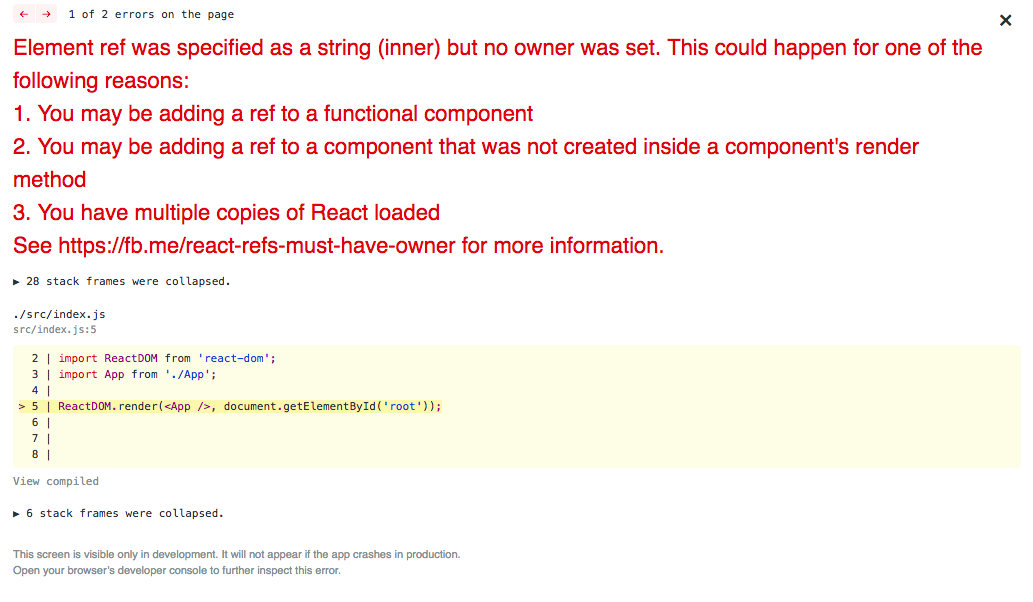 ← → 1 of 2 errors on the page
×
Element ref was specified as a string (inner) but no owner was set. This could happen for one of the
following reasons:
1. You may be adding a ref to a functional component
2. You may be adding a ref to a component that was not created inside a component's render
method
3. You have multiple copies of React loaded
See https://fb.me/react-refs-must-have-owner for more information.
▶ 28 stack frames were collapsed.
./src/index.js
src/index.js:5
2 | import ReactDOM from 'react-dom';
3 | import App from './App';
4 |
> 5 | ReactDOM.render(<App />, document.getElementById('root'));
6 |
7 |
8 |
View compiled
▶ 6 stack frames were collapsed.
This screen is visible only in development. It will not appear if the app crashes in production.
Open your browser's developer console to further inspect this error.